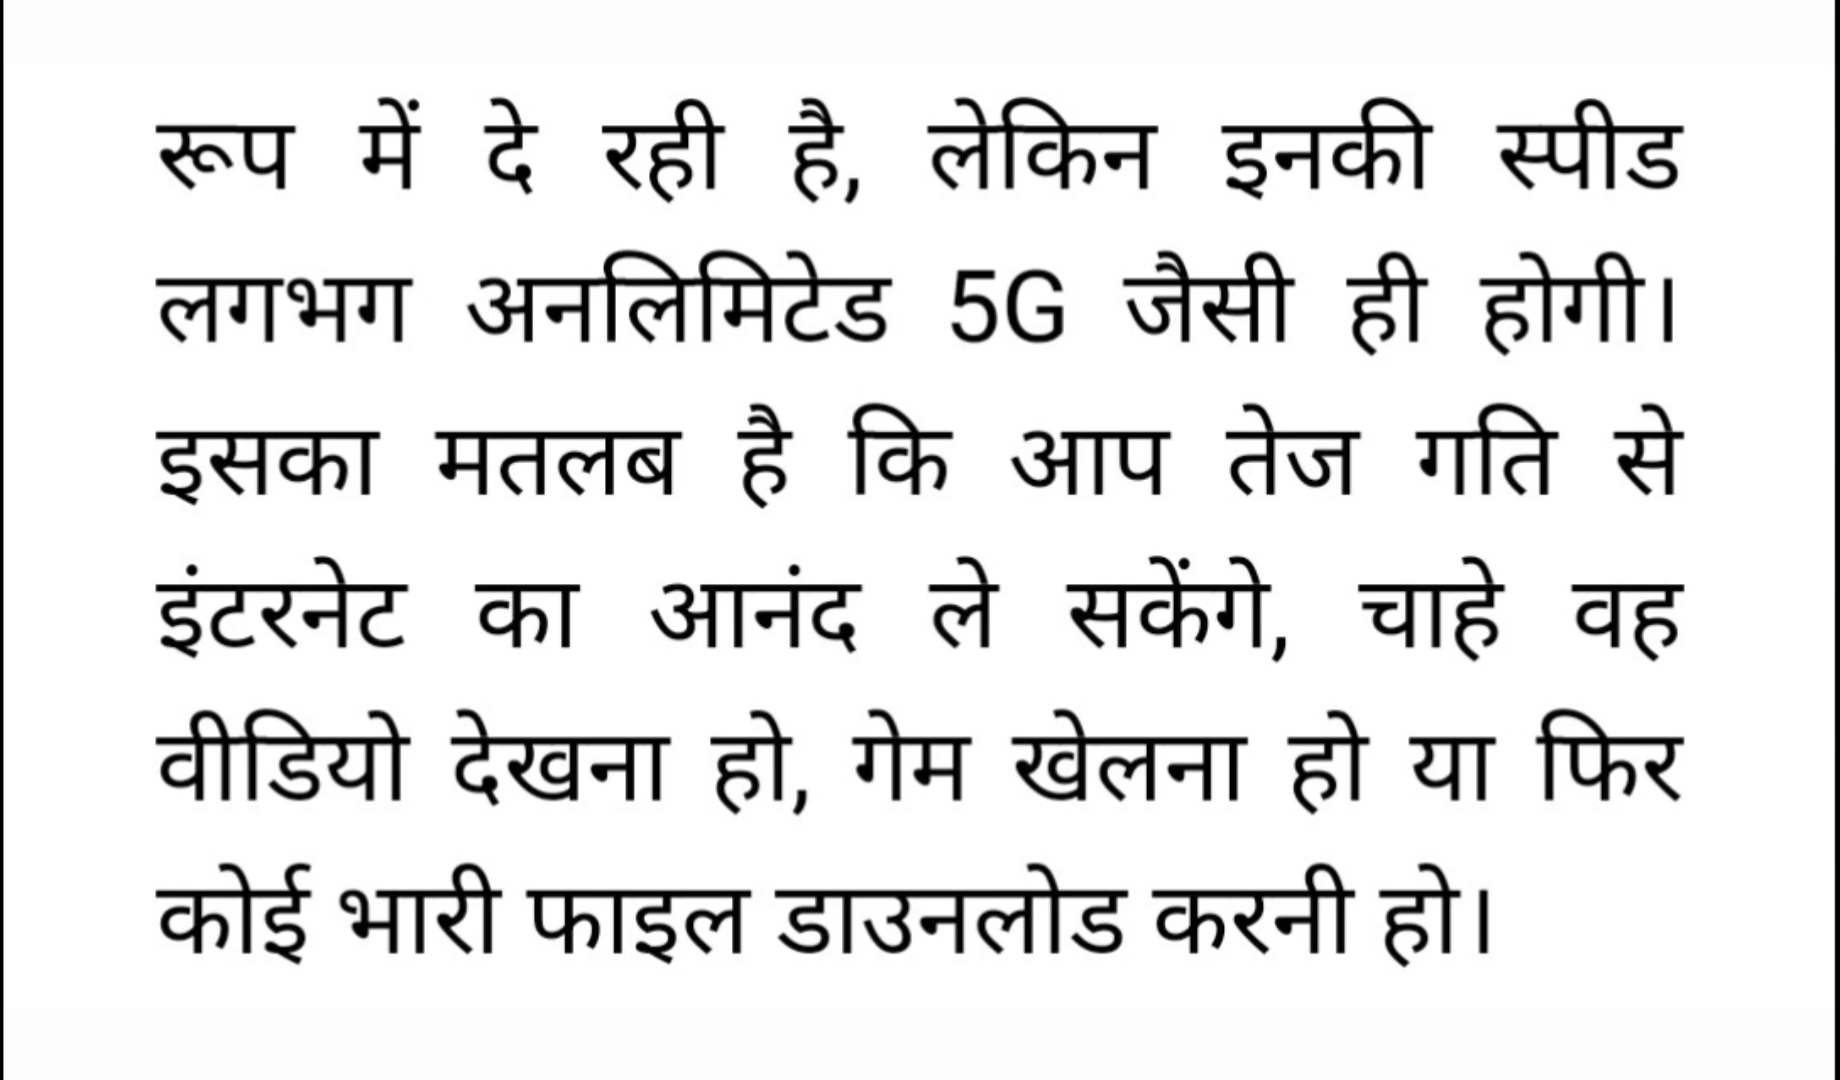 रूप में दे रही है, लेकिन इनकी स्पीड
लगभग अनलिमिटेड 5G जैसी ही होगी।
इसका मतलब है कि आप तेज गति से
इंटरनेट का आनंद ले सकेंगे, चाहे वह
वीडियो देखना हो, गेम खेलना हो या फिर
कोई भारी फाइल डाउनलोड करनी हो।